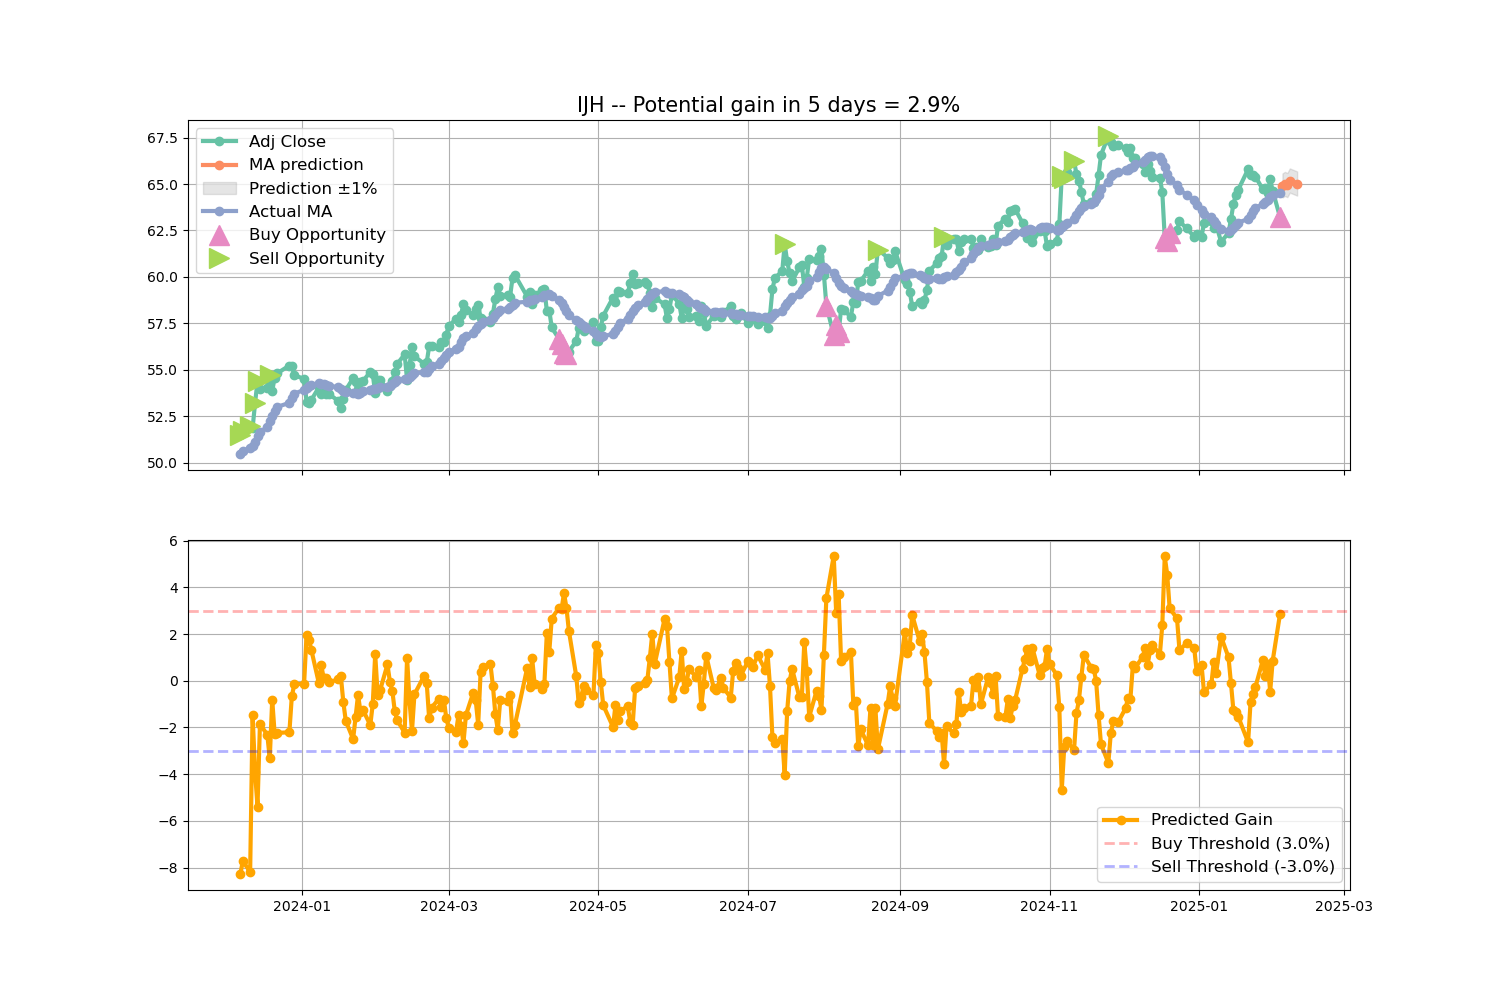 IJH -- Potential gain in 5 days = 2.9%
67.5
65.0
62.5
60.0
57.5
55.0
52.5
50.0
Adj Close
MA prediction
Prediction ±1%
Actual MA
Buy Opportunity
Sell Opportunity
6
4
2
0
−2
−4
−6
−8
Predicted Gain
Buy Threshold (3.0%)
Sell Threshold (-3.0%)
2024-01 2024-03 2024-05 2024-07 2024-09 2024-11 2025-01 2025-03